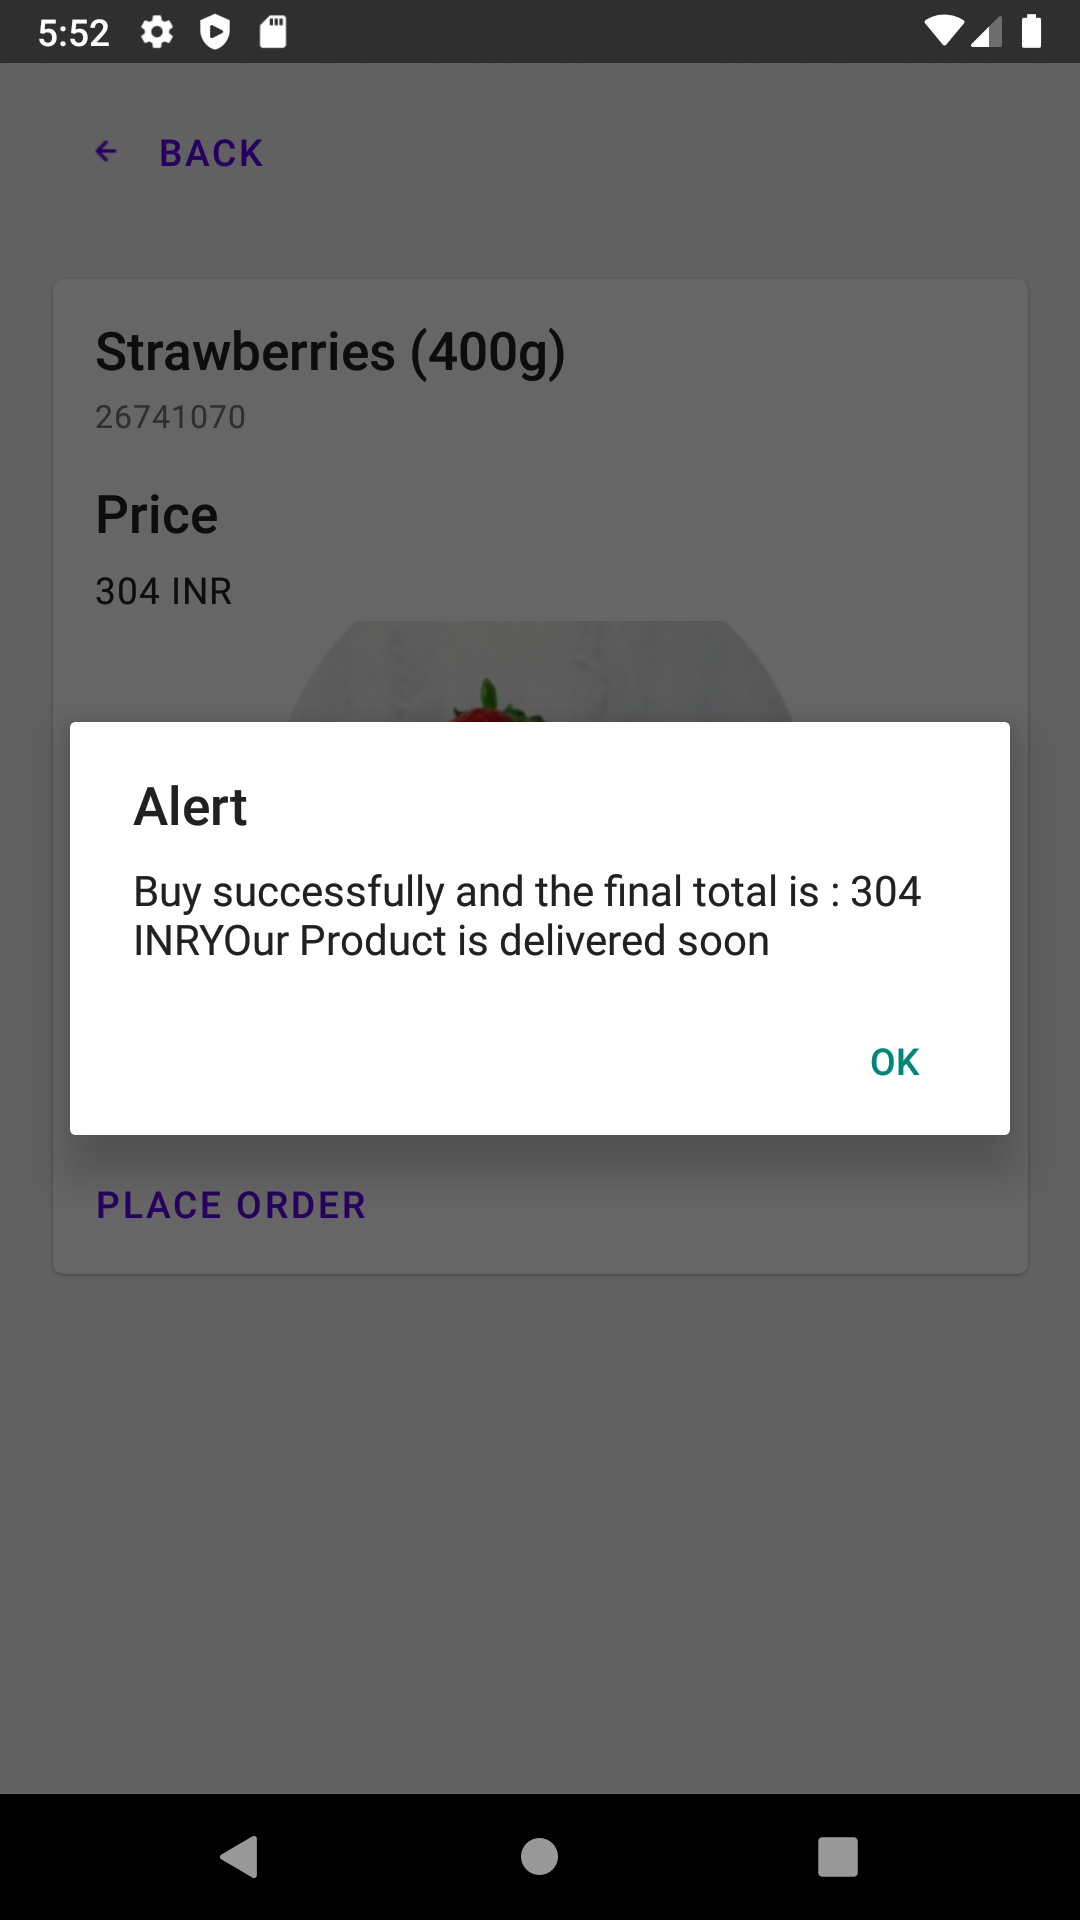 5:52
BACK
Strawberries (400g)
26741070
Price
304 INR
Alert
Buy successfully and the final total is : 304
INRYOur Product is delivered soon
OK
PLACE ORDER